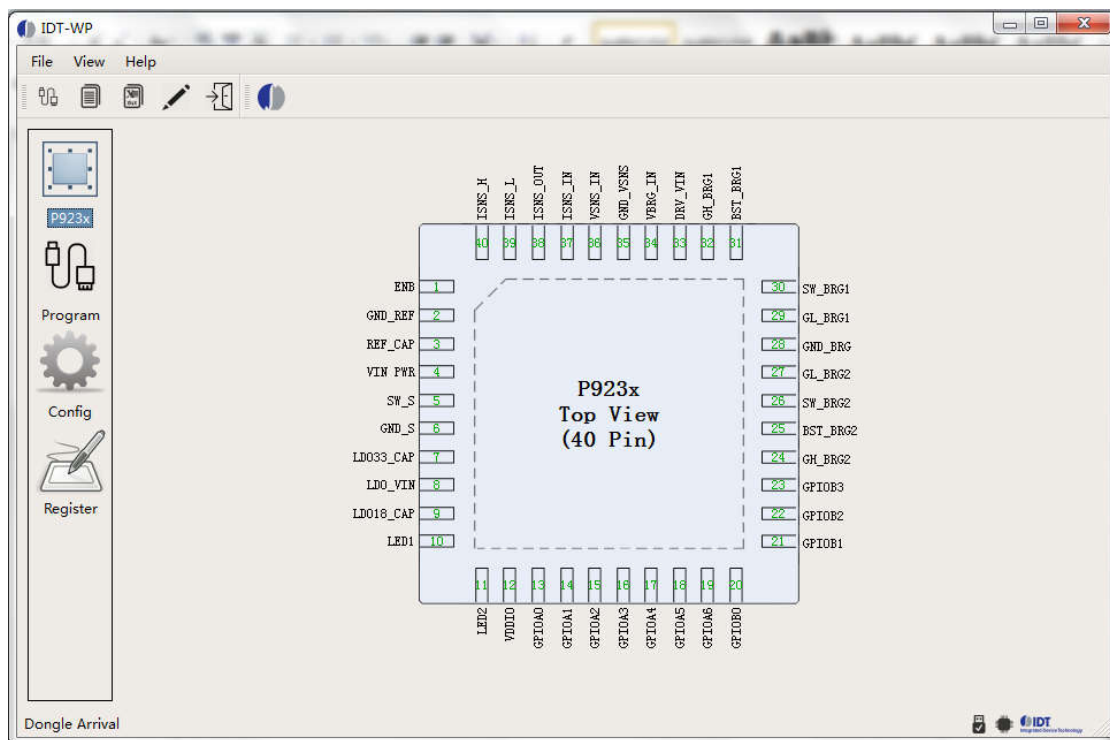 IDT-WP
File View Help
P923x
Program
Config
Register
ISNS_H
ISNS_L
ISNS_OUT
ISNS_IN
VSNS_IN
GND_VSNS
VBRG_IN
DRV_VIN
GH_BRG1
BST_BRG1
40 39 38 37 36 35 34 33 32 31
ENB 1
GND_REF 2
REF_CAP 3
VIN PWR 4
SW_S 5
GND_S 6
LDO33_CAP 7
LDO_VIN 8
LDO18_CAP 9
LED1 10
P923x
Top View
(40 Pin)
30 SW_BRG1
29 GL_BRG1
28 GND_BRG
27 GL_BRG2
26 SW_BRG2
25 BST_BRG2
24 GH_BRG2
23 GPIOB3
22 GPIOB2
21 GPIOB1
11 12 13 14 15 16 17 18 19 20
LED2
VDDIO
GPIOA0
GPIOA1
GPIOA2
GPIOA3
GPIOA4
GPIOA5
GPIOA6
GPIOB0
Dongle Arrival
IDT
Integrated Device Technology